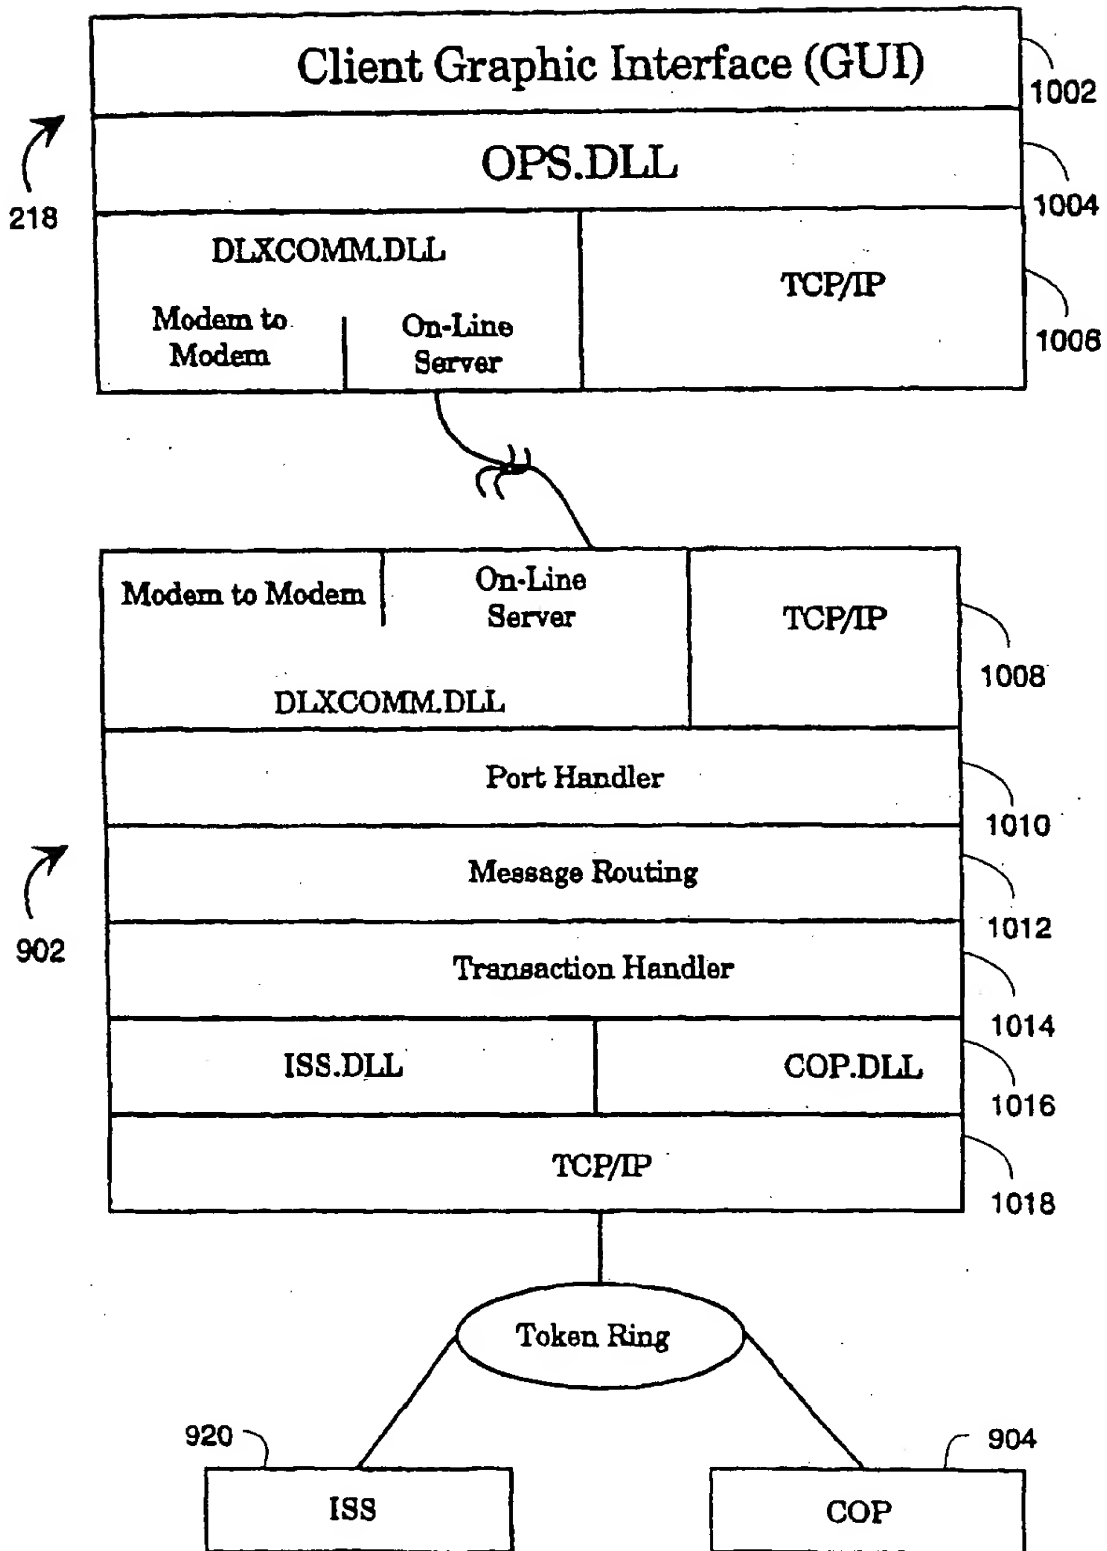 Client Graphic Interface (GUI)
1002
OPS.DLL
218
1004
DLXCOMM.DLL
TCP/IP
Modem to
Modem
On-Line
Server
1006
Modem to Modem
On-Line
Server
TCP/IP
1008
DLXCOMM.DLL
Port Handler
1010
902
Message Routing
1012
Transaction Handler
1014
ISS.DLL
COP.DLL
1016
TCP/IP
1018
Token Ring
920
904
ISS
COP